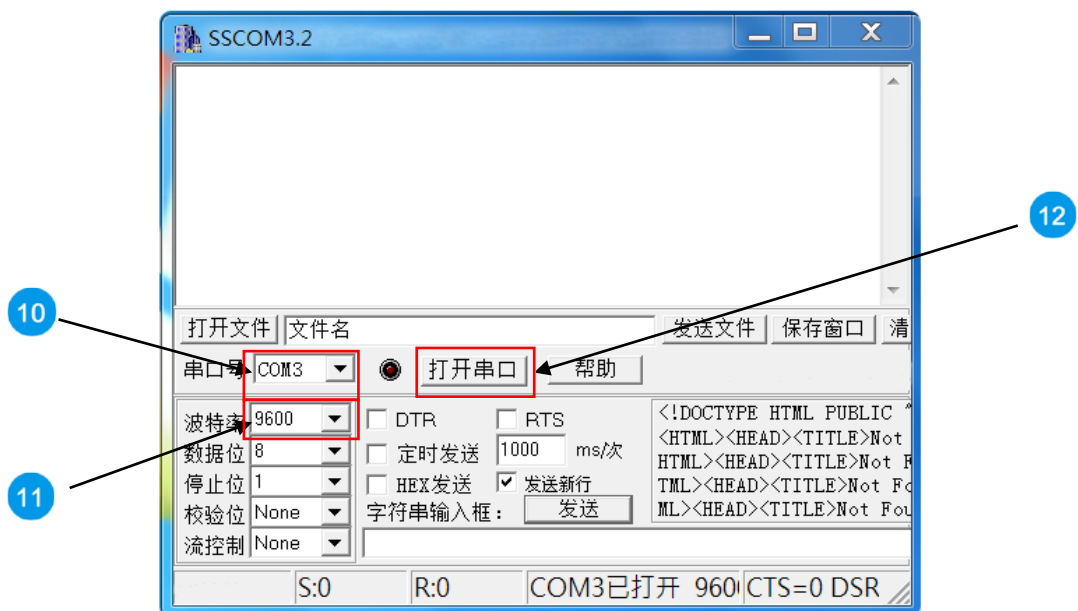 SSCOM3.2
12
10
打开文件 文件名 发送文件 保存窗口 清
串口号 COM3 打开串口 帮助
波特率 9600 DTR RTS
数据位 8 定时发送 1000 ms/次
停止位 1 HEX发送 发送新行
校验位 None 字符串输入框: 发送
流控制 None
<!DOCTYPE HTML PUBLIC "
<HTML><HEAD><TITLE>Not
HTML><HEAD><TITLE>Not F
TML><HEAD><TITLE>Not Fo
ML><HEAD><TITLE>Not Fou
11
S:0 R:0 COM3已打开 960 CTS=0 DSR